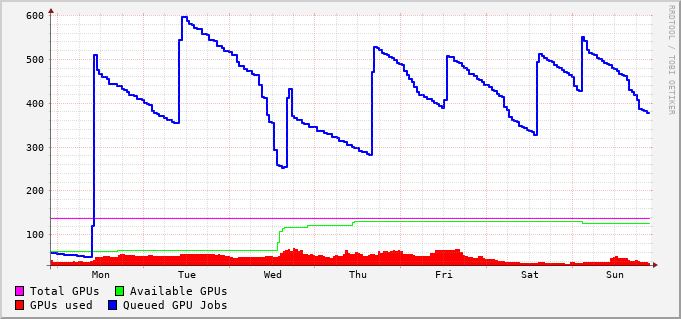 600
500
400
300
200
100
Mon Tue Wed Thu Fri Sat Sun
Total GPUs Available GPUs
GPUs used Queued GPU Jobs
RRDTOOL / TOBI OETIKER